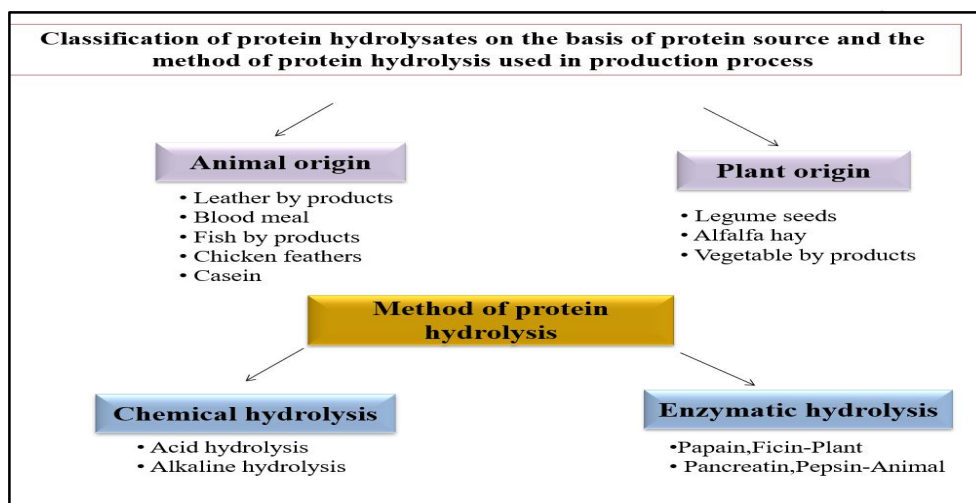 Classification of protein hydrolysates on the basis of protein source and the
method of protein hydrolysis used in production process
Animal origin
• Leather by products
• Blood meal
• Fish by products
• Chicken feathers
• Casein
Plant origin
• Legume seeds
• Alfalfa hay
• Vegetable by products
Method of protein
hydrolysis
Chemical hydrolysis
• Acid hydrolysis
• Alkaline hydrolysis
Enzymatic hydrolysis
•Papain,Ficin-Plant
• Pancreatin,Pepsin-Animal